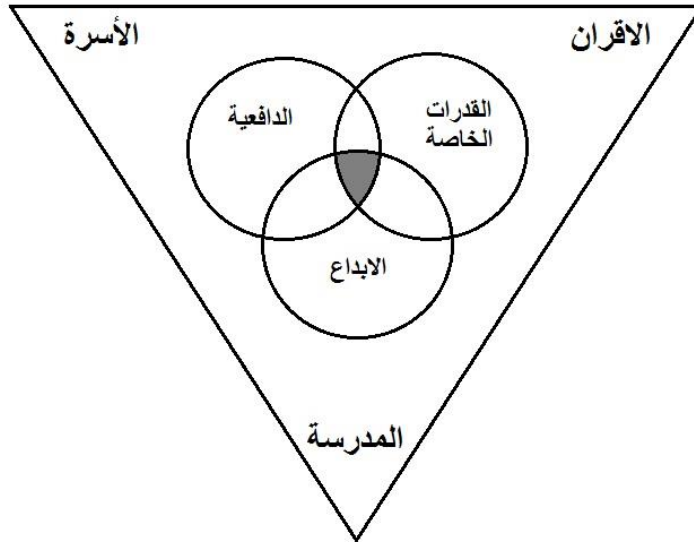 الأسرة
الاقران
الدافعية
القدرات
الخاصة
الابداع
المدرسة